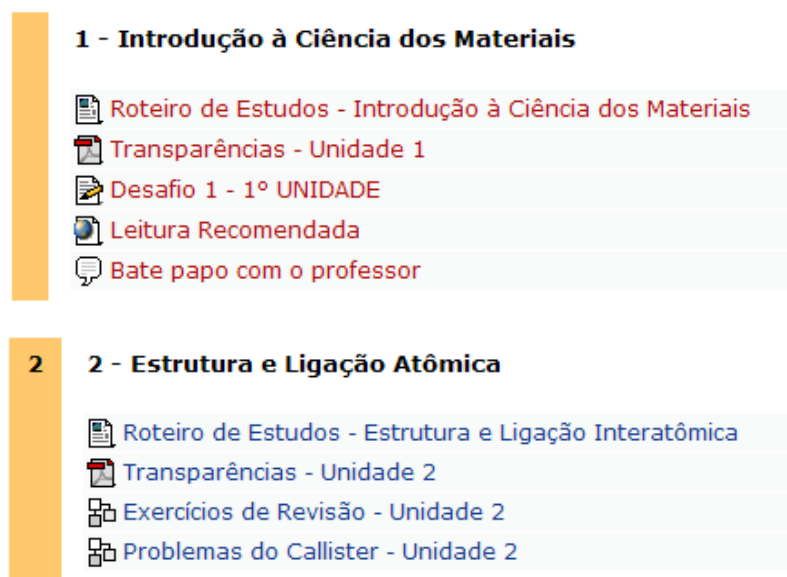 1 - Introdução à Ciência dos Materiais
Roteiro de Estudos - Introdução à Ciência dos Materiais
Transparências - Unidade 1
Desafio 1 - 1º UNIDADE
Leitura Recomendada
Bate papo com o professor
2 2 - Estrutura e Ligação Atômica
Roteiro de Estudos - Estrutura e Ligação Interatômica
Transparências - Unidade 2
Exercícios de Revisão - Unidade 2
Problemas do Callister - Unidade 2